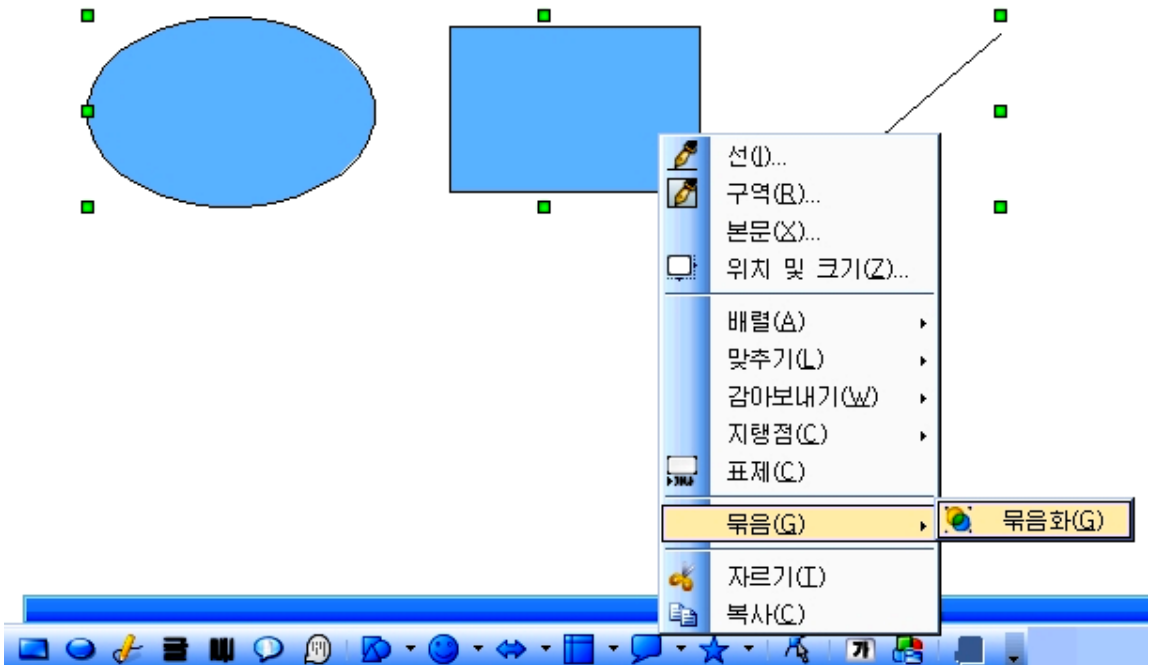 선(I)...
구역(R)...
본문(X)...
위치 및 크기(Z)...
배렬(A)
맞추기(L)
감아보내기(W)
지탱점(C)
표제(C)
묶음(G)
묶음화(G)
자르기(T)
복사(C)